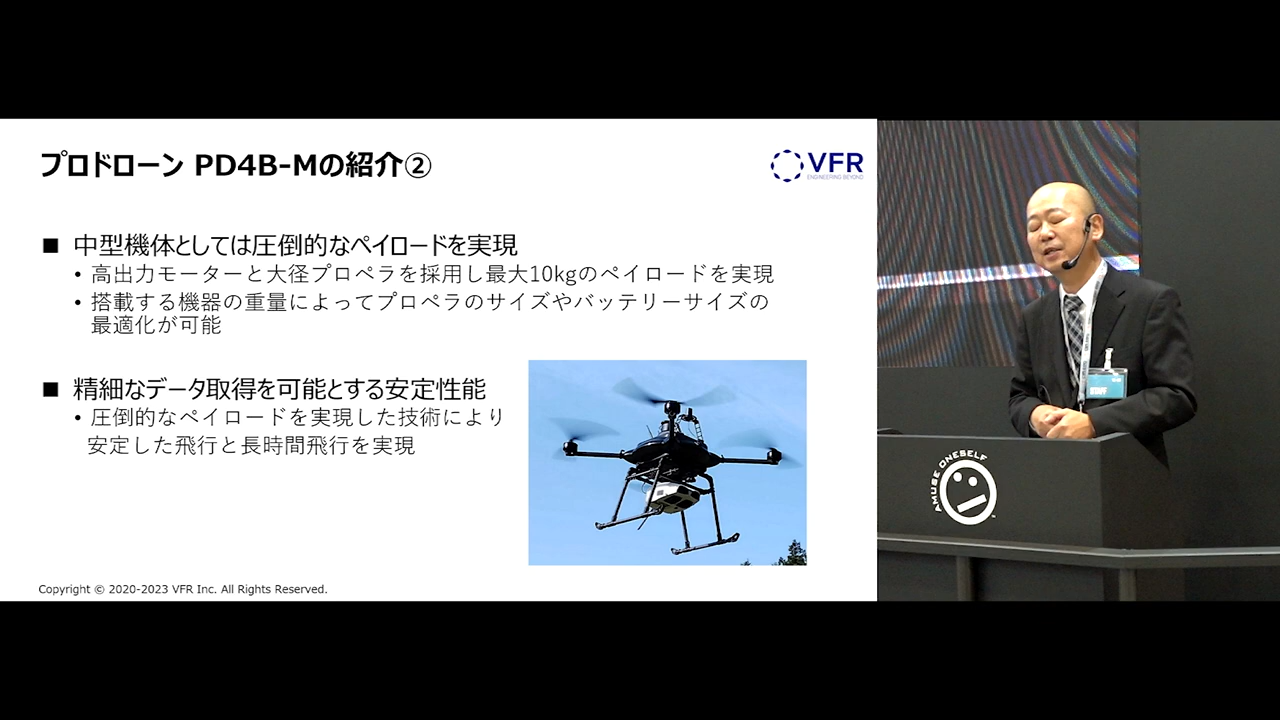 プロドローン PD4B-Mの紹介②
VFR
ENGINEERING BEYOND
■ 中型機体としては圧倒的なペイロードを実現
• 高出力モーターと大径プロペラを採用し最大10kgのペイロードを実現
• 搭載する機器の重量によってプロペラのサイズやバッテリーサイズの
最適化が可能
■ 精細なデータ取得を可能とする安定性能
• 圧倒的なペイロードを実現した技術により
安定した飛行と長時間飛行を実現
Copyright © 2020-2023 VFR Inc. All Rights Reserved.
STAFF
AMUSE ONESELF